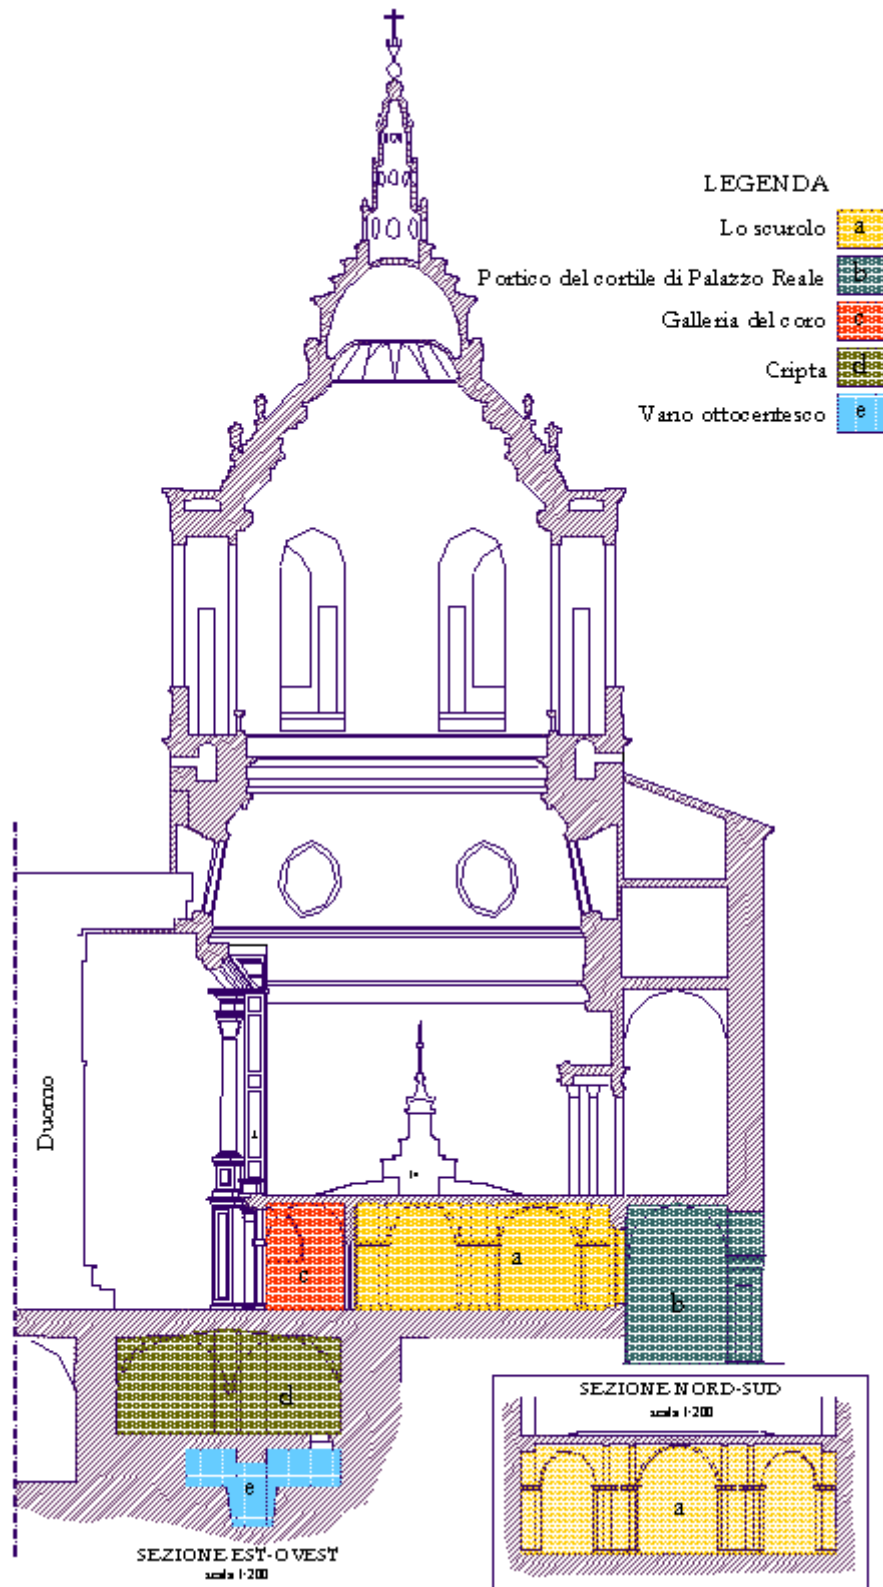 LEGENDA
Lo scurolo a
Portico del cortile di Palazzo Reale b
Galleria del coro c
Cripta d
Vano ottocentesco e
Duomo
c
a
b
d
e
SEZIONE NORD-SUD
scala 1:200
a
SEZIONE EST-OVEST
scala 1:200